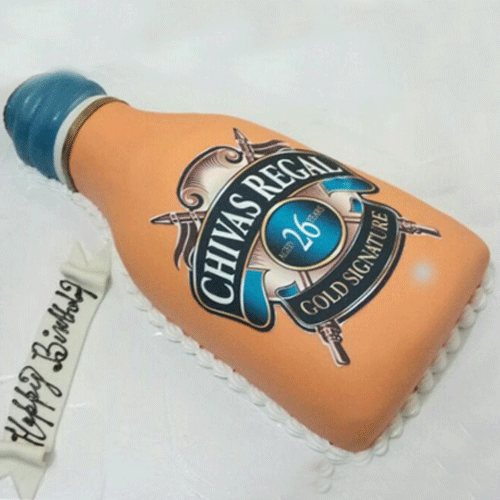 CHIVAS REGAL
AGED
26
YEARS
GOLD SIGNATURE
Happy Birthday